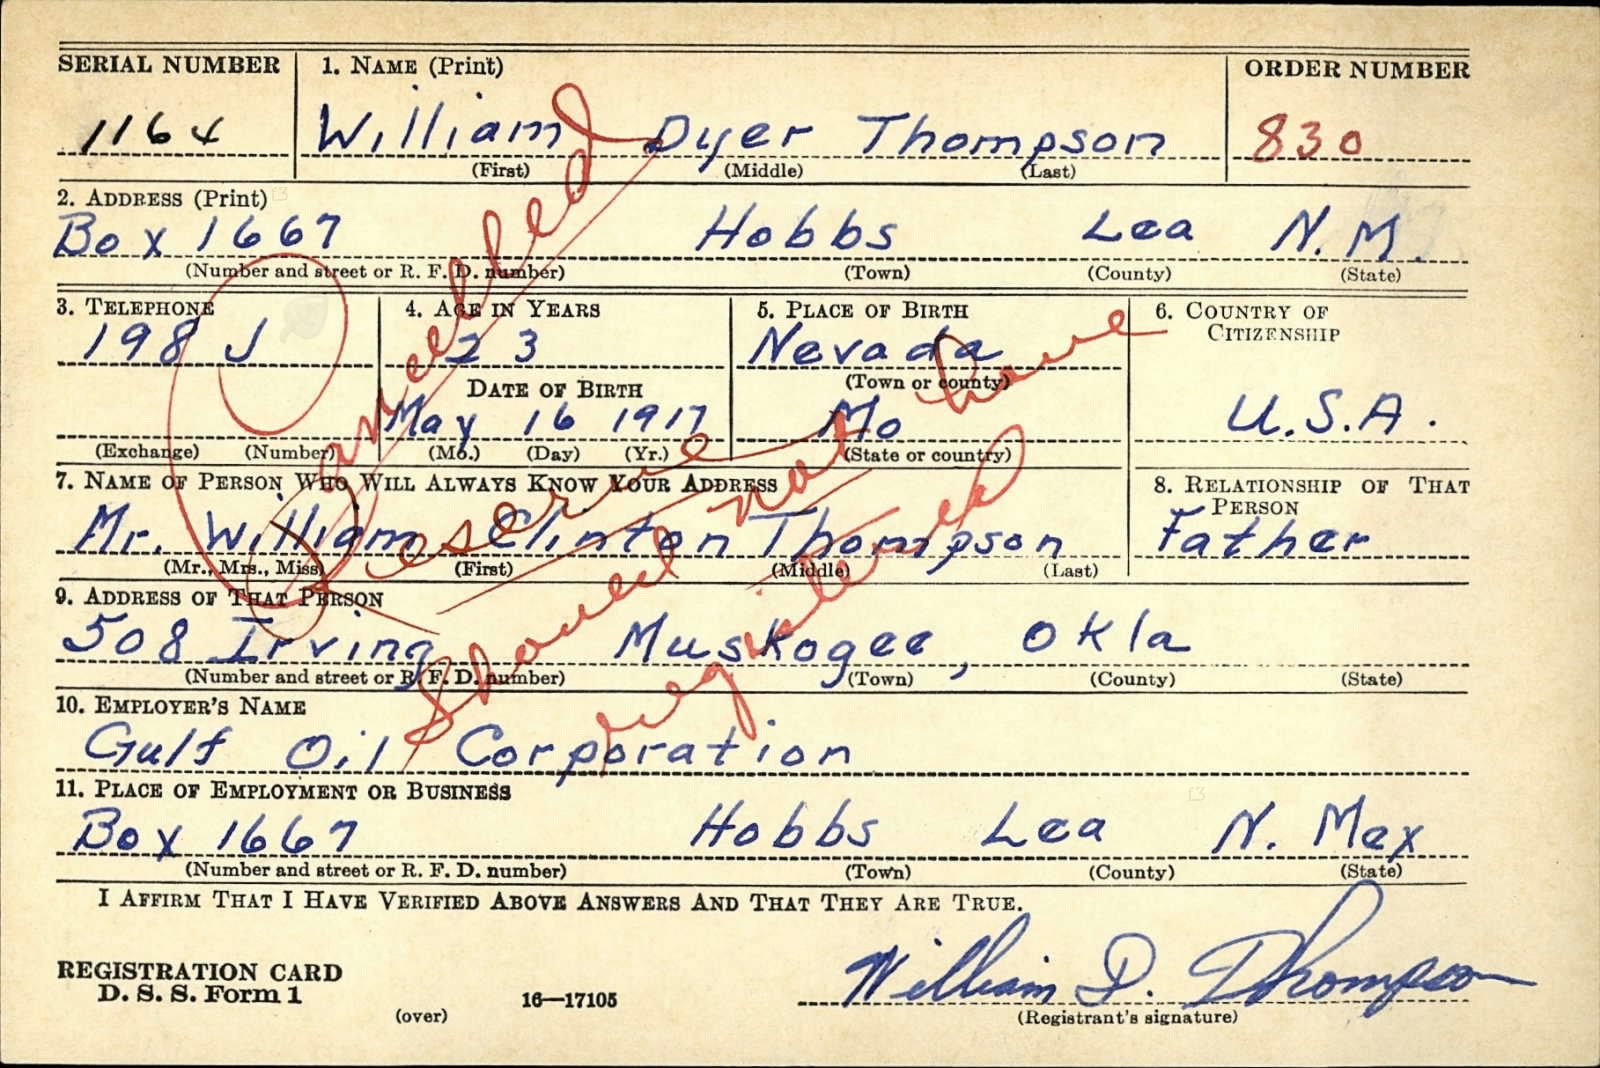 SERIAL NUMBER 1. NAME (Print) ORDER NUMBER
1164 William Dyer Thompson 830
(First) (Middle) (Last)
2. ADDRESS (Print)
Box 1667 Hobbs Lea N.M.
(Number and street or R. F. D. number) (Town) (County) (State)
3. TELEPHONE 4. AGE IN YEARS 5. PLACE OF BIRTH 6. COUNTRY OF CITIZENSHIP
198 J 23 Nevada
(Town or county)
DATE OF BIRTH
May 16 1917 Mo U.S.A.
(Exchange) (Number) (Mo.) (Day) (Yr.) (State or country)
7. NAME OF PERSON WHO WILL ALWAYS KNOW YOUR ADDRESS 8. RELATIONSHIP OF THAT PERSON
Mr. William Clinton Thompson Father
(Mr., Mrs., Miss) (First) (Middle) (Last)
9. ADDRESS OF THAT PERSON
508 Irving Muskogee, Okla
(Number and street or R. F. D. number) (Town) (County) (State)
10. EMPLOYER'S NAME
Gulf Oil Corporation
11. PLACE OF EMPLOYMENT OR BUSINESS
Box 1667 Hobbs Lea N. Mex
(Number and street or R. F. D. number) (Town) (County) (State)
I AFFIRM THAT I HAVE VERIFIED ABOVE ANSWERS AND THAT THEY ARE TRUE.
REGISTRATION CARD
D. S. S. Form 1
(over) 16—17105
William D. Thompson
(Registrant's signature)
Cancelled
Reserve
Should not have
registered